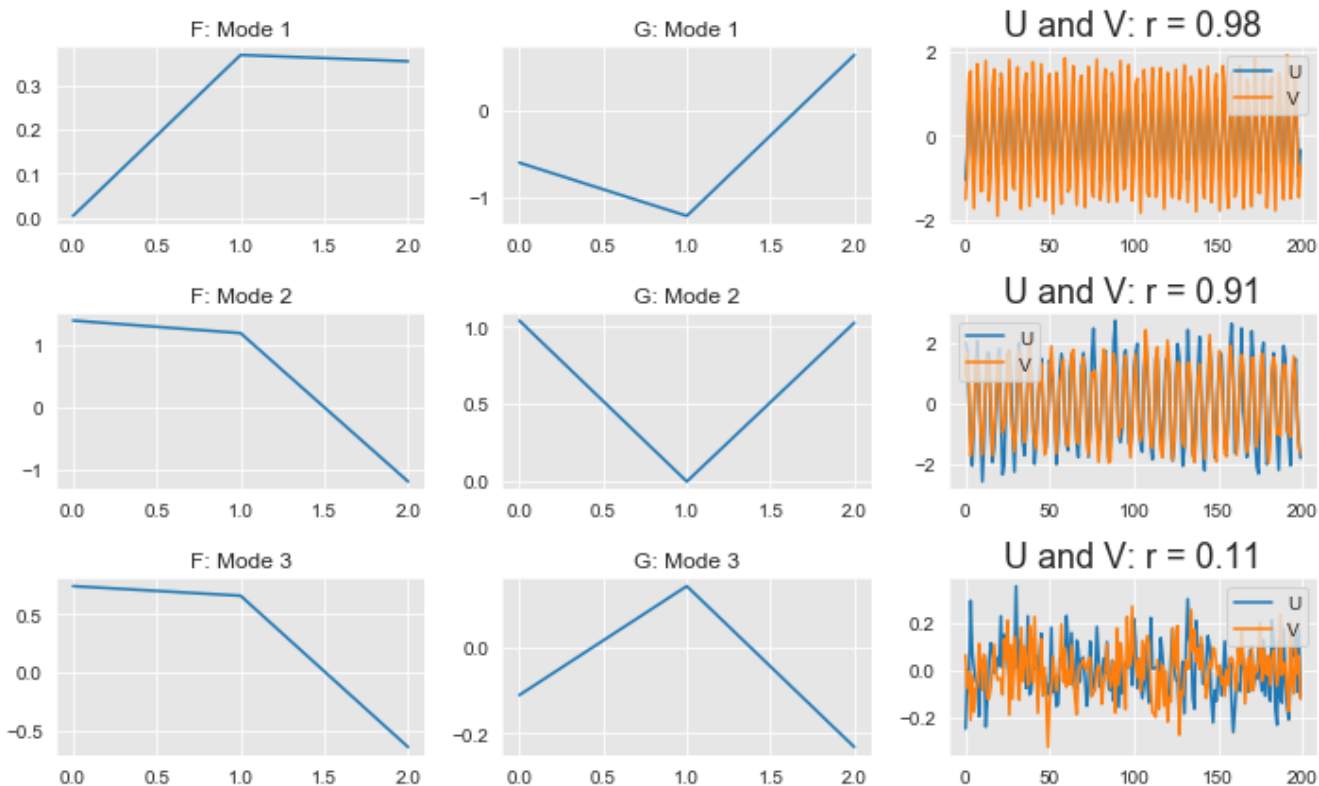 F: Mode 1
G: Mode 1
U and V: r = 0.98
0.3
0.2
0.1
0.0
0.0 0.5 1.0 1.5 2.0
0
−1
0.0 0.5 1.0 1.5 2.0
2
0
−2
U
V
0 50 100 150 200
F: Mode 2
G: Mode 2
U and V: r = 0.91
1
0
−1
0.0 0.5 1.0 1.5 2.0
1.0
0.5
0.0
0.0 0.5 1.0 1.5 2.0
2
0
−2
U
V
0 50 100 150 200
F: Mode 3
G: Mode 3
U and V: r = 0.11
0.5
0.0
−0.5
0.0 0.5 1.0 1.5 2.0
0.0
−0.2
0.0 0.5 1.0 1.5 2.0
0.2
0.0
−0.2
U
V
0 50 100 150 200